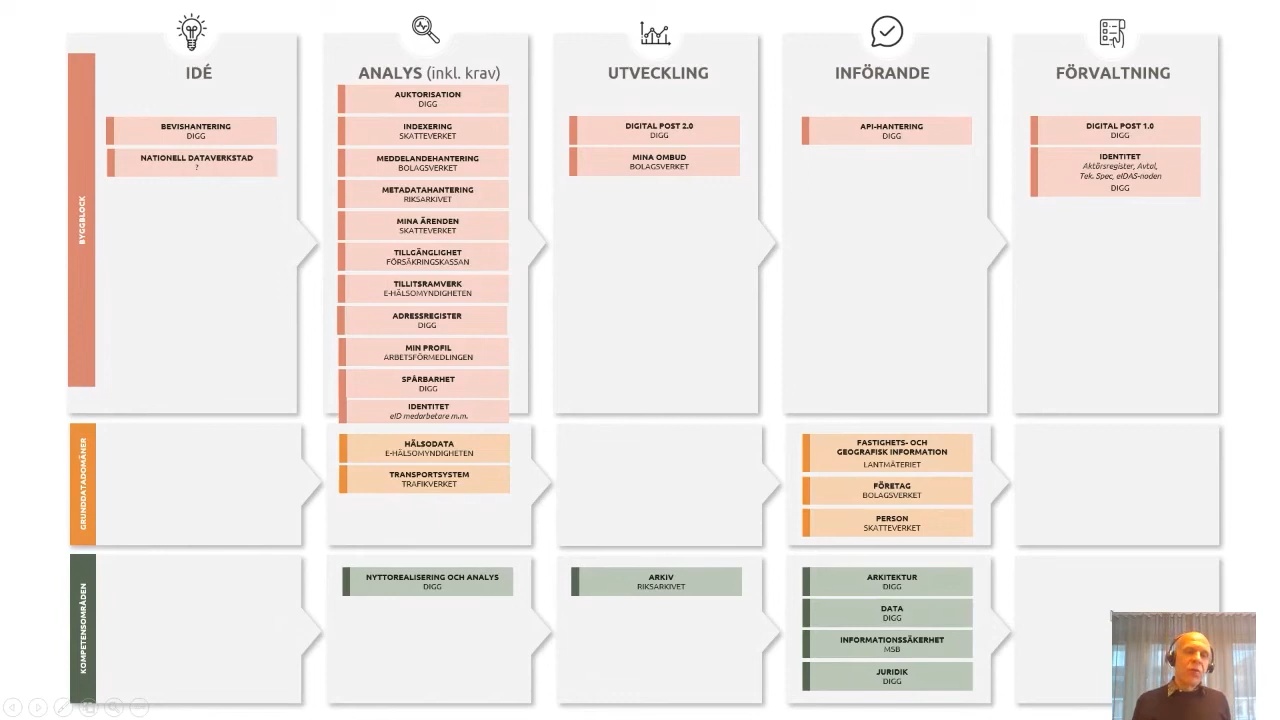 IDÉ
ANALYS (inkl. krav)
UTVECKLING
INFÖRANDE
FÖRVALTNING
BYGGBLOCK
BEVISHANTERING
DIGG
NATIONELL DATAVERKSTAD
?
AUKTORISATION
DIGG
INDEXERING
SKATTEVERKET
MEDDELANDEHANTERING
BOLAGSVERKET
METADATAHANTERING
RIKSARKIVET
MINA ÄRENDEN
SKATTEVERKET
TILLGÄNGLIGHET
FÖRSÄKRINGSKASSAN
TILLITSRAMVERK
E-HÄLSOMYNDIGHETEN
ADRESSREGISTER
DIGG
MIN PROFIL
ARBETSFÖRMEDLINGEN
SPÅRBARHET
DIGG
IDENTITET
eID medarbetare m.m.
DIGITAL POST 2.0
DIGG
MINA OMBUD
BOLAGSVERKET
API-HANTERING
DIGG
DIGITAL POST 1.0
DIGG
IDENTITET
Aktörsregister, Avtal,
Tek. Spec, eIDAS-noden
DIGG
GRUNDDATADOMÄNER
HÄLSODATA
E-HÄLSOMYNDIGHETEN
TRANSPORTSYSTEM
TRAFIKVERKET
FASTIGHETS- OCH
GEOGRAFISK INFORMATION
LANTMÄTERIET
FÖRETAG
BOLAGSVERKET
PERSON
SKATTEVERKET
KOMPETENSOMRÅDEN
NYTTOREALISERING OCH ANALYS
DIGG
ARKIV
RIKSARKIVET
ARKITEKTUR
DIGG
DATA
DIGG
INFORMATIONSSÄKERHET
MSB
JURIDIK
DIGG